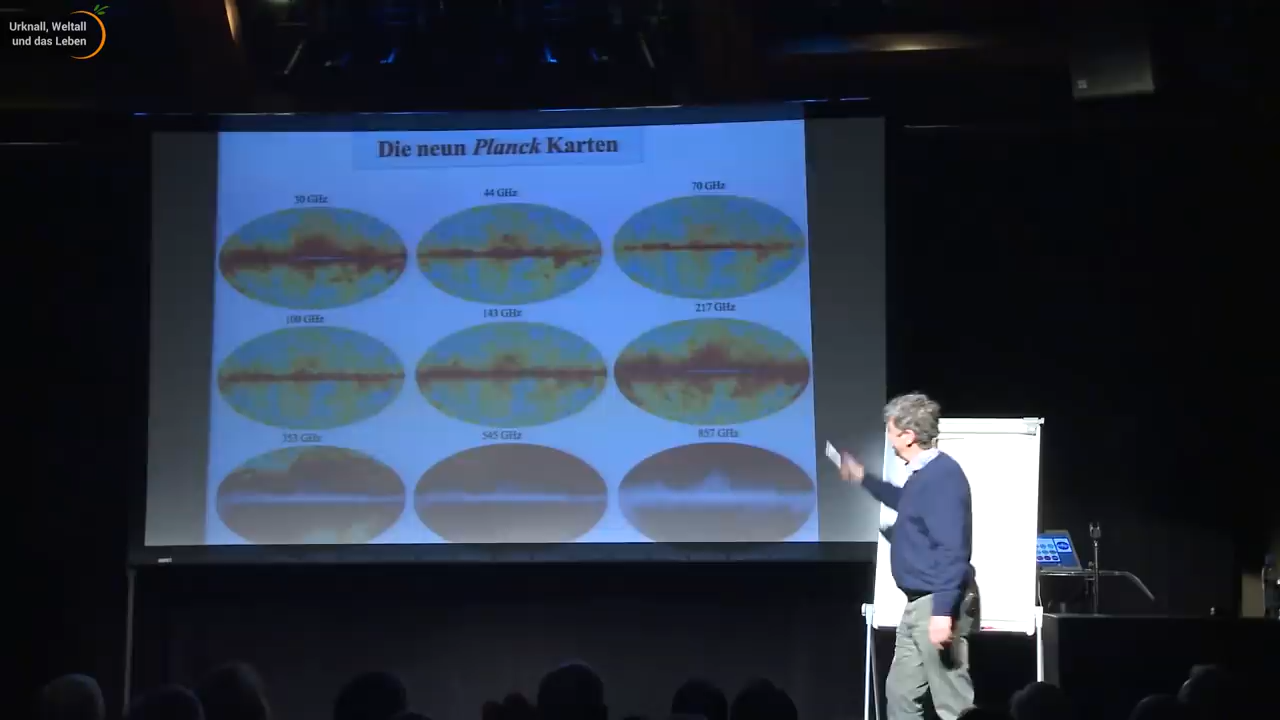 Urknall, Weltall
und das Leben
Die neun Planck Karten
30 GHz
44 GHz
70 GHz
100 GHz
143 GHz
217 GHz
353 GHz
545 GHz
857 GHz